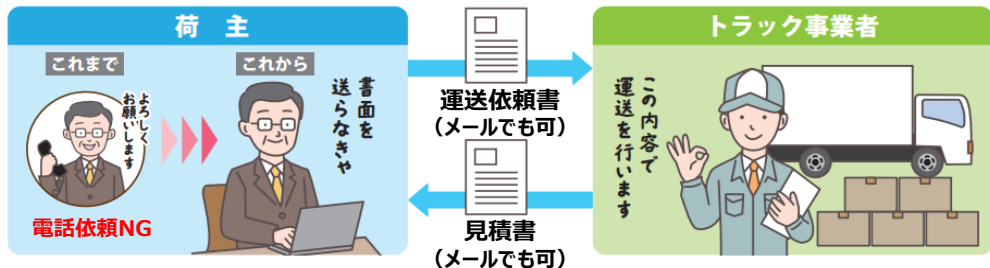 荷　主
これまで
これから
よろしく
お願いします
書面を
送らなきゃ
電話依頼NG
運送依頼書
（メールでも可）
見積書
（メールでも可）
トラック事業者
この内容で
運送を行います